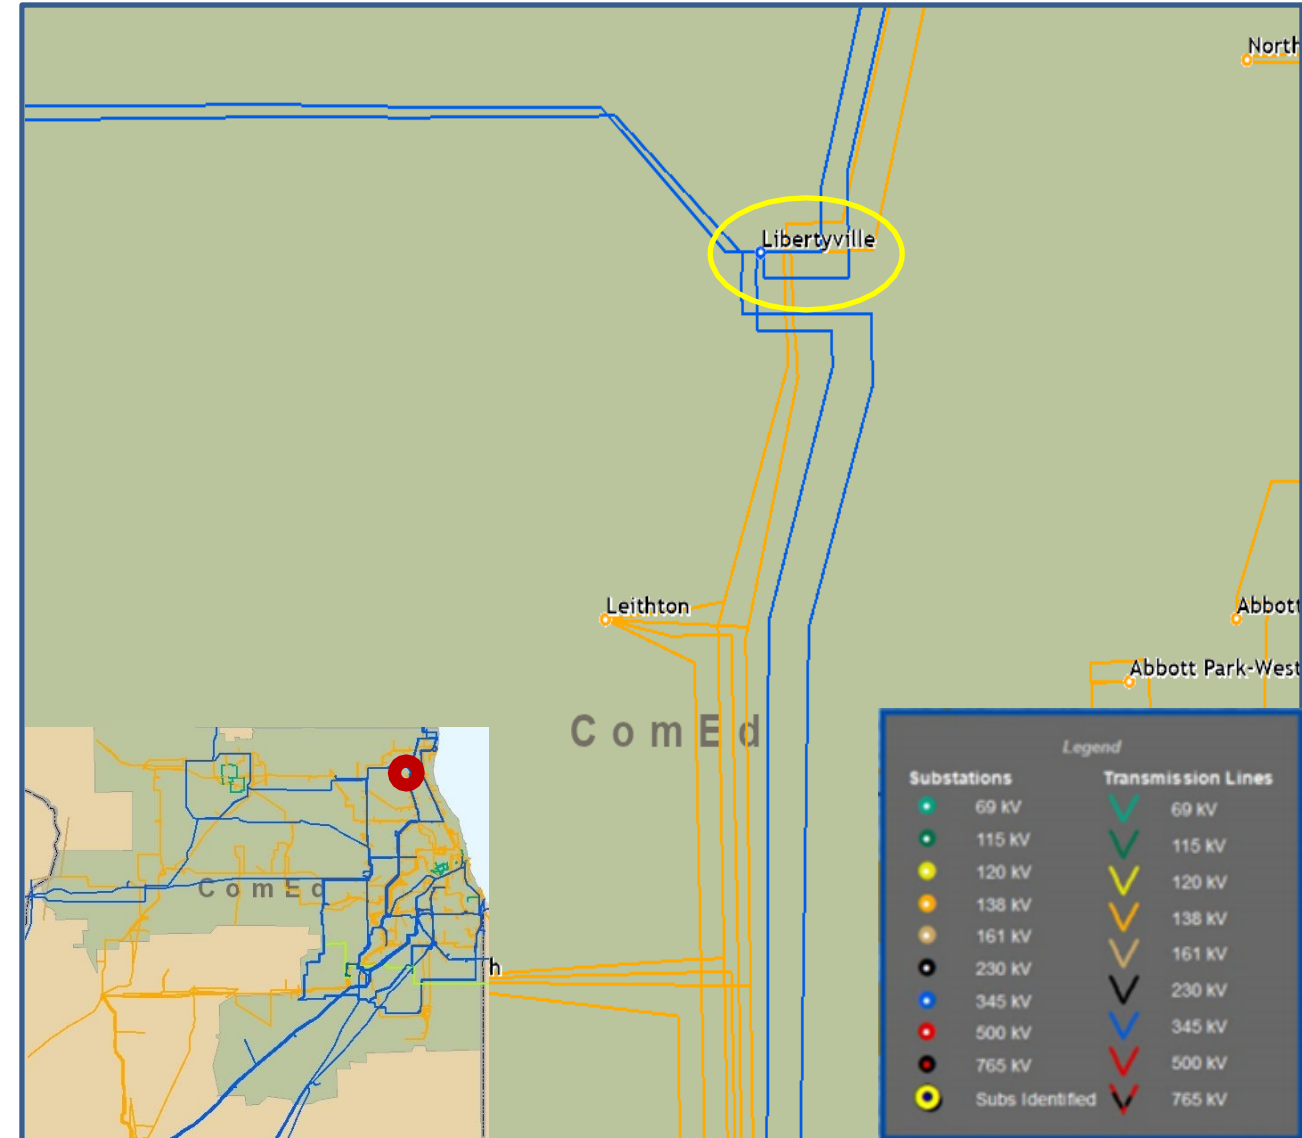 North
Libertyville
Leithton
Abbott
Abbott Park-West
ComEd
ComEd
h
Legend
Substations Transmission Lines
69 kV 69 kV
115 kV 115 kV
120 kV 120 kV
138 kV 138 kV
161 kV 161 kV
230 kV 230 kV
345 kV 345 kV
500 kV 500 kV
765 kV 765 kV
Subs Identified